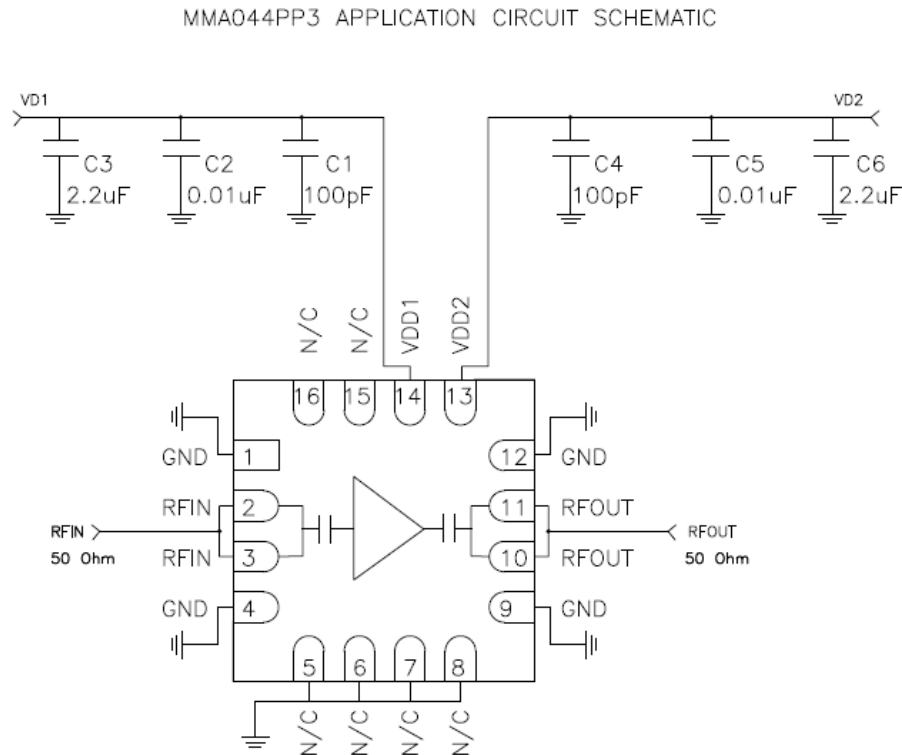 MMA044PP3 APPLICATION CIRCUIT SCHEMATIC
VD1
VD2
C3
2.2uF
C2
0.01uF
C1
100pF
C4
100pF
C5
0.01uF
C6
2.2uF
N/C
N/C
VDD1
VDD2
16
15
14
13
GND
1
12
GND
RFIN
2
11
RFOUT
RFIN
50 Ohm
RFOUT
50 Ohm
RFIN
3
10
RFOUT
GND
4
9
GND
5
6
7
8
N/C
N/C
N/C
N/C